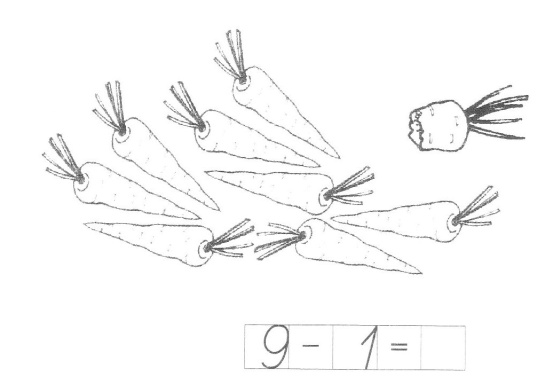 9 - 1 =